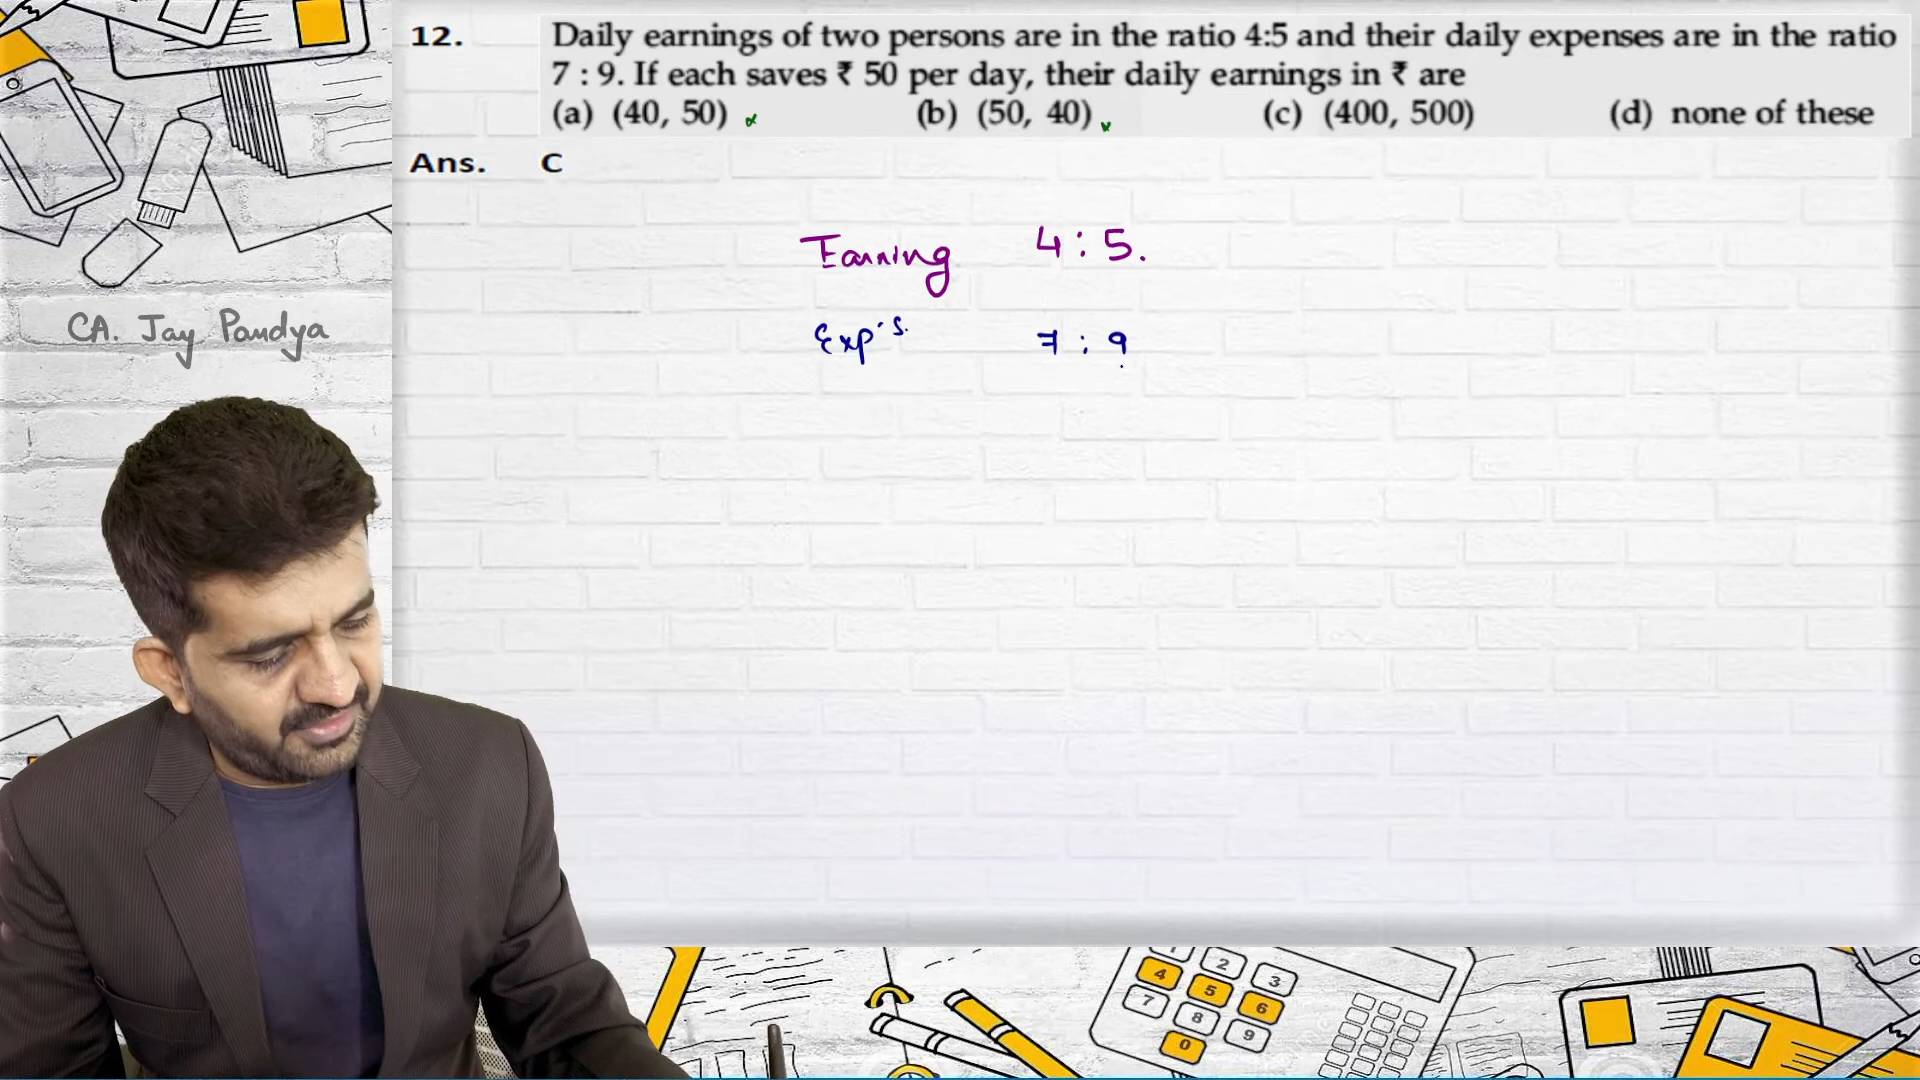 12. Daily earnings of two persons are in the ratio 4:5 and their daily expenses are in the ratio
7 : 9. If each saves ₹ 50 per day, their daily earnings in ₹ are
(a) (40, 50) (b) (50, 40) (c) (400, 500) (d) none of these
Ans. C
Earning 4 : 5.
Exp's. 7 : 9
CA. Jay Pandya
1 2 3
4 5 6
7 8 9
0